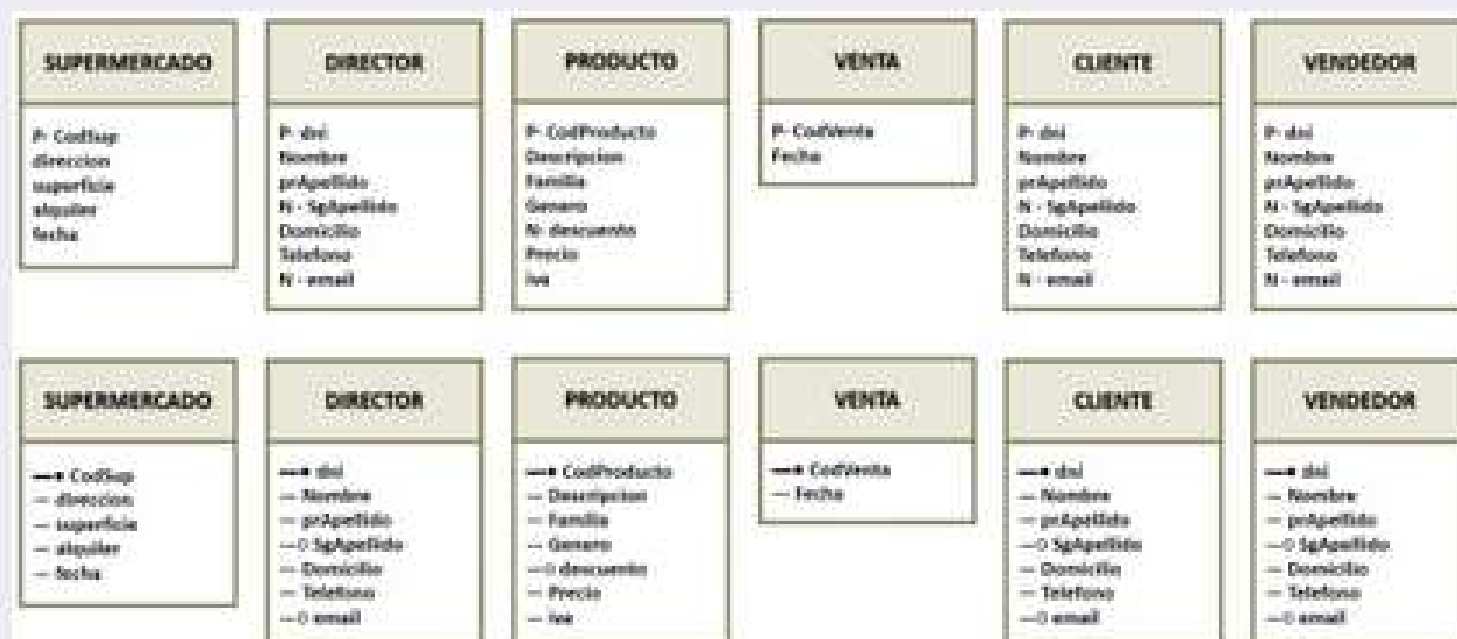 SUPERMERCADO
P- CodSup
direccion
superficie
alquiler
fecha
DIRECTOR
P- dni
Nombre
prApellido
N - SgApellido
Domicilio
Telefono
N - email
PRODUCTO
P- CodProducto
Descripcion
Familia
Genero
N- descuento
Precio
iva
VENTA
P- CodVenta
Fecha
CLIENTE
P- dni
Nombre
prApellido
N - SgApellido
Domicilio
Telefono
N - email
VENDEDOR
P- dni
Nombre
prApellido
N - SgApellido
Domicilio
Telefono
N - email
SUPERMERCADO
CodSup
direccion
superficie
alquiler
fecha
DIRECTOR
dni
Nombre
prApellido
SgApellido
Domicilio
Telefono
email
PRODUCTO
CodProducto
Descripcion
Familia
Genero
descuento
Precio
iva
VENTA
CodVenta
Fecha
CLIENTE
dni
Nombre
prApellido
SgApellido
Domicilio
Telefono
email
VENDEDOR
dni
Nombre
prApellido
SgApellido
Domicilio
Telefono
email